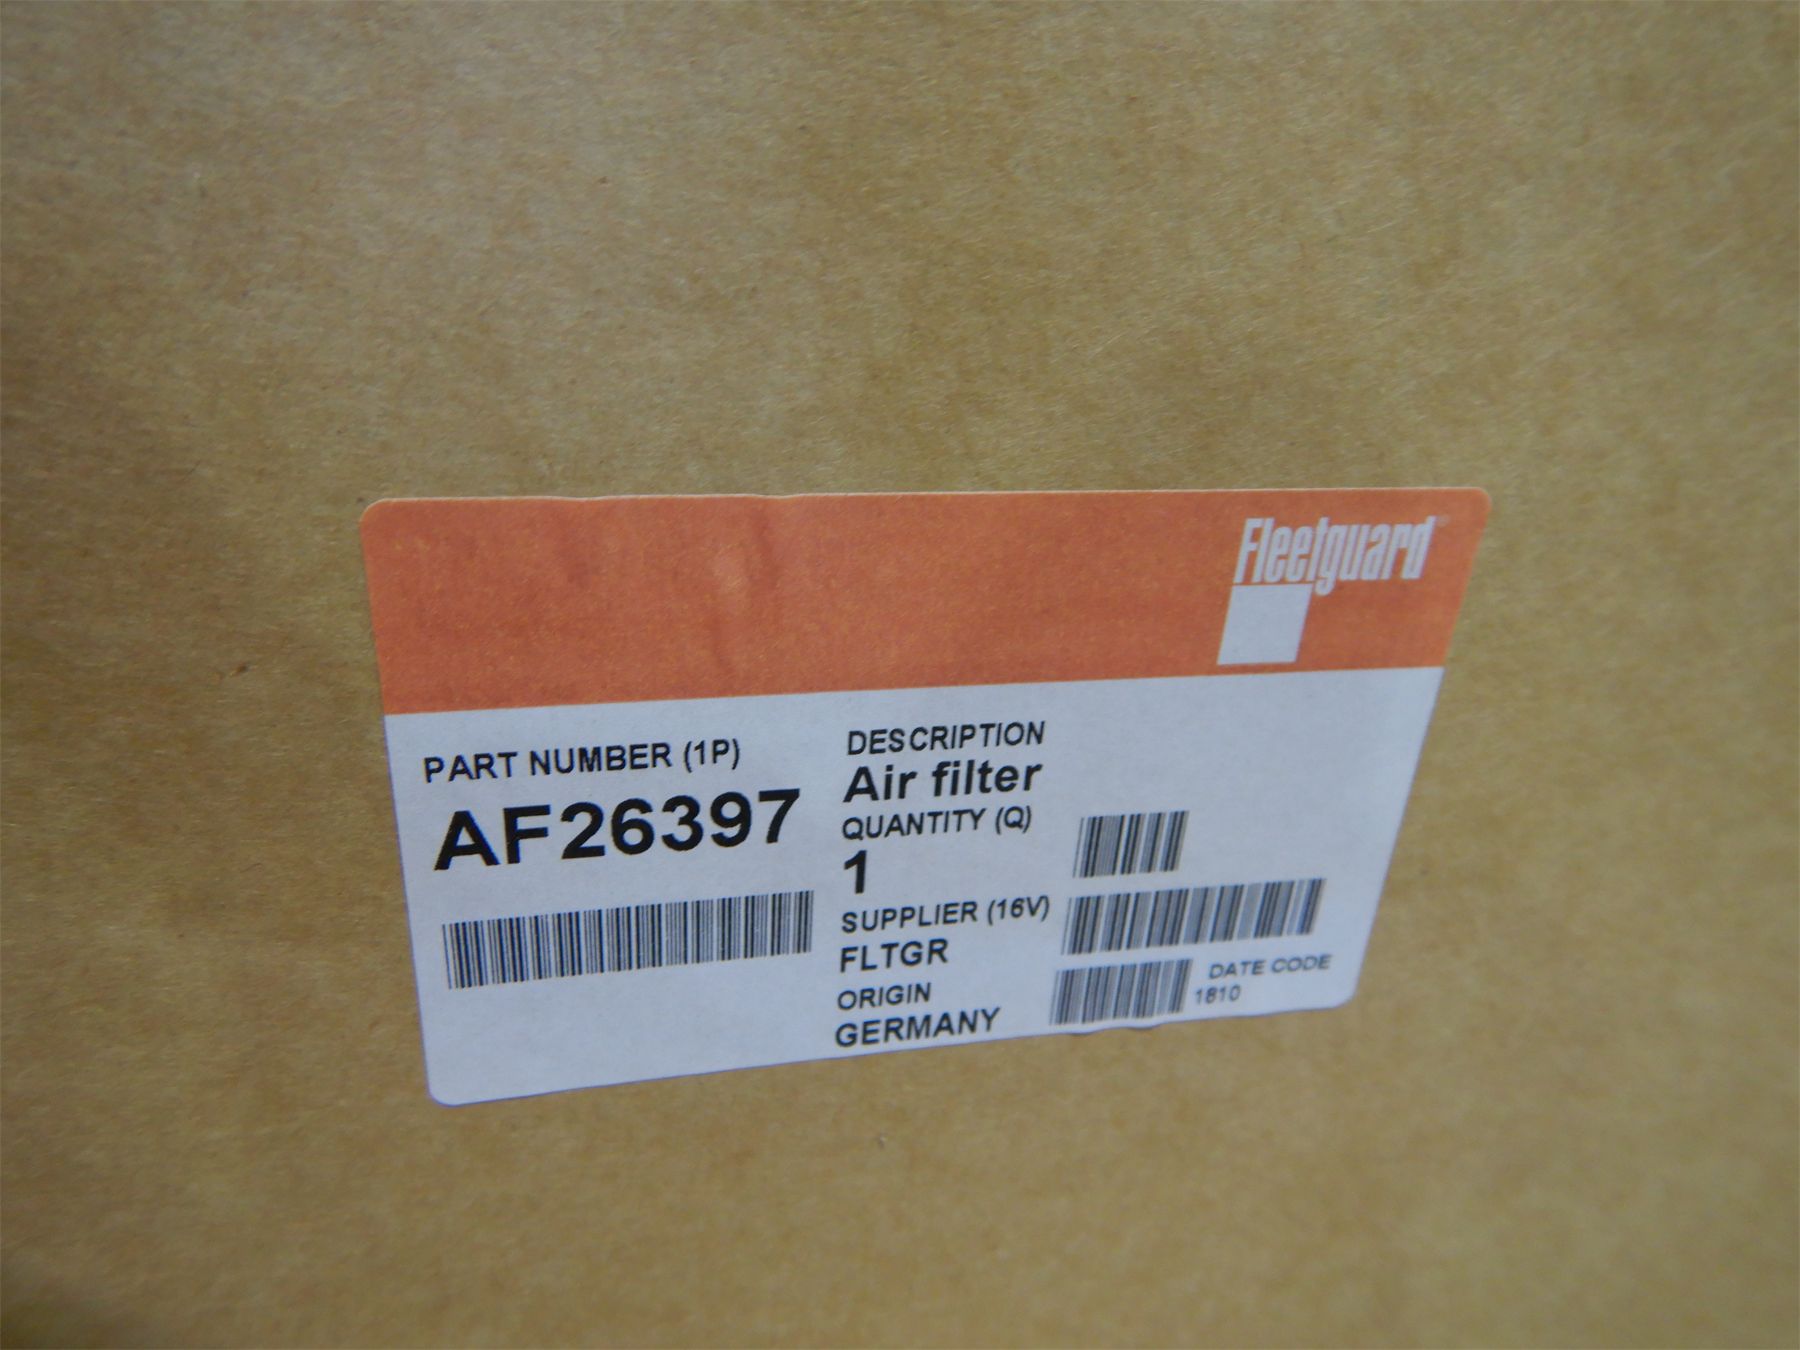 Fleetguard
PART NUMBER (1P)
AF26397
DESCRIPTION
Air filter
QUANTITY (Q)
1
SUPPLIER (16V)
FLTGR
ORIGIN
GERMANY
DATE CODE
1810